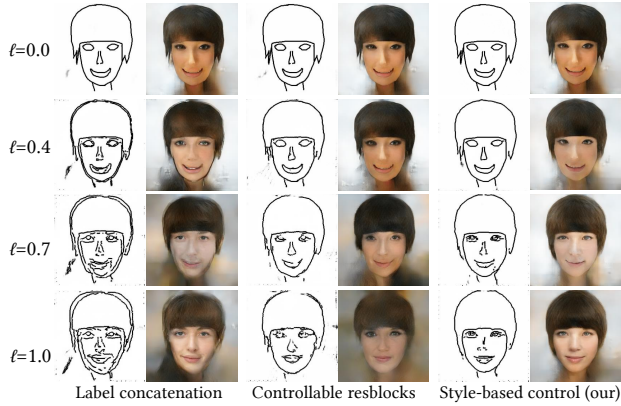 ℓ=0.0
ℓ=0.4
ℓ=0.7
ℓ=1.0
Label concatenation Controllable resblocks Style-based control (our)